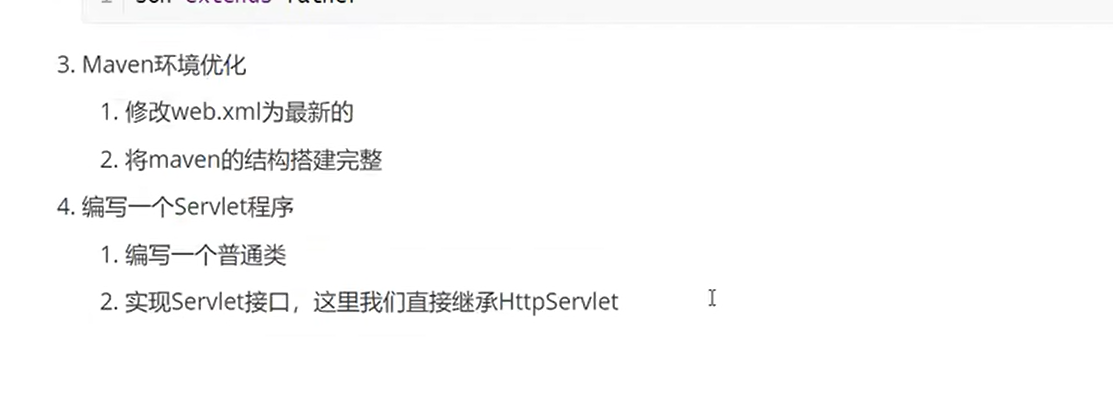 3. Maven环境优化
1. 修改web.xml为最新的
2. 将maven的结构搭建完整
4. 编写一个Servlet程序
1. 编写一个普通类
2. 实现Servlet接口，这里我们直接继承HttpServlet